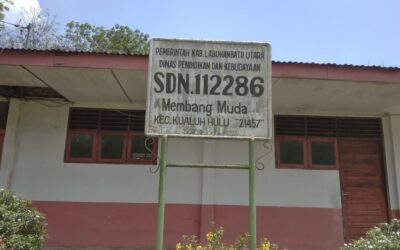 PEMERINTAH KAB.LABUHANBATU UTARA
DINAS PENDIDIKAN DAN KEBUDAYAAN
SDN.112286
Membang Muda
KEC.KUALUH HULU "21457"